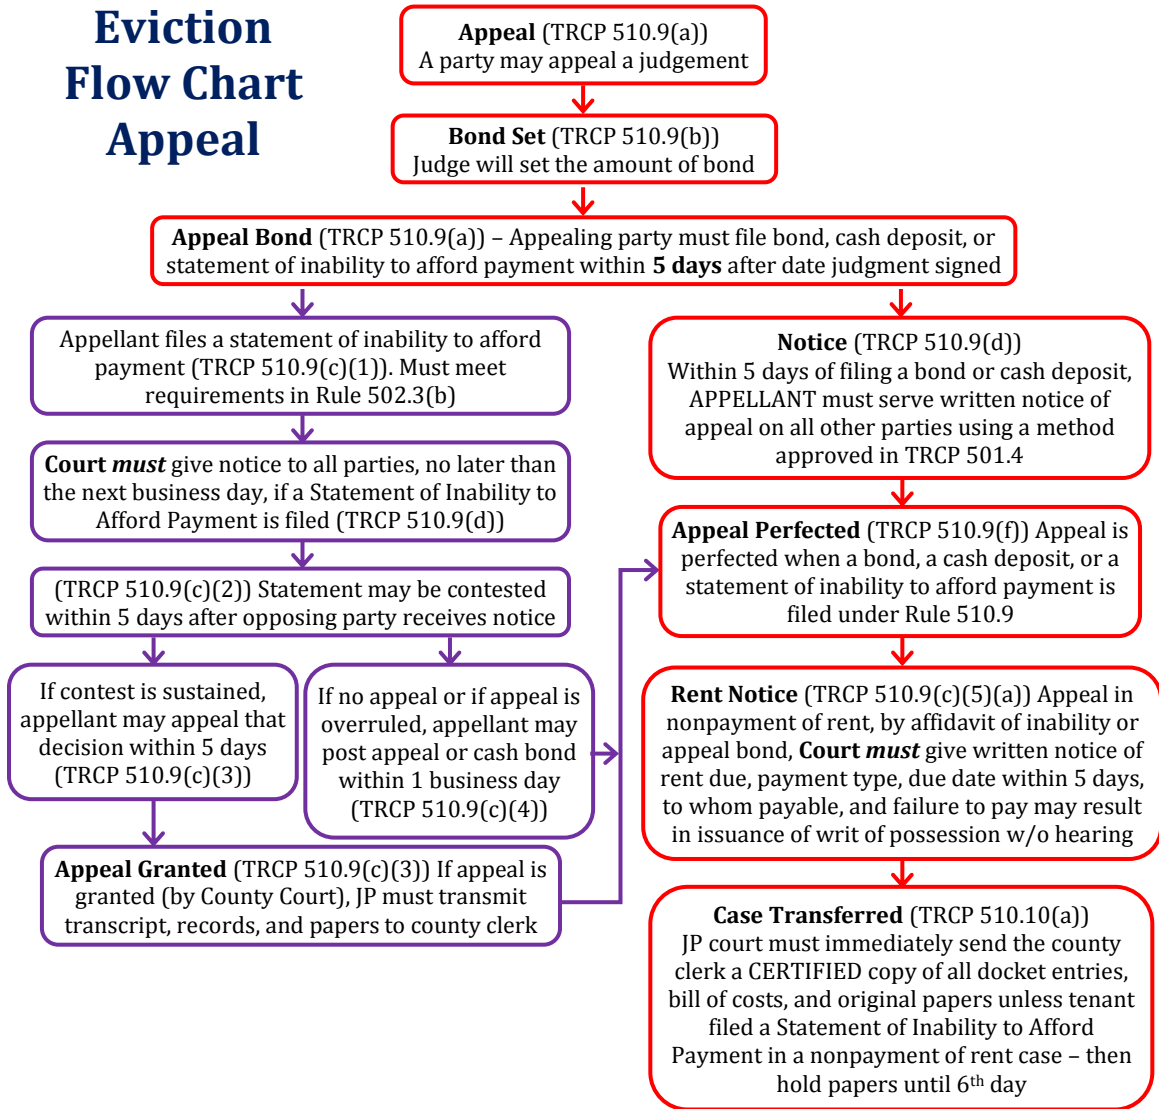 Eviction
Flow Chart
Appeal
Appeal (TRCP 510.9(a))
A party may appeal a judgement
Bond Set (TRCP 510.9(b))
Judge will set the amount of bond
Appeal Bond (TRCP 510.9(a)) – Appealing party must file bond, cash deposit, or
statement of inability to afford payment within 5 days after date judgment signed
Appellant files a statement of inability to afford
payment (TRCP 510.9(c)(1)). Must meet
requirements in Rule 502.3(b)
Court must give notice to all parties, no later than
the next business day, if a Statement of Inability to
Afford Payment is filed (TRCP 510.9(d))
(TRCP 510.9(c)(2)) Statement may be contested
within 5 days after opposing party receives notice
If contest is sustained,
appellant may appeal that
decision within 5 days
(TRCP 510.9(c)(3))
If no appeal or if appeal is
overruled, appellant may
post appeal or cash bond
within 1 business day
(TRCP 510.9(c)(4))
Appeal Granted (TRCP 510.9(c)(3)) If appeal is
granted (by County Court), JP must transmit
transcript, records, and papers to county clerk
Notice (TRCP 510.9(d))
Within 5 days of filing a bond or cash deposit,
APPELLANT must serve written notice of
appeal on all other parties using a method
approved in TRCP 501.4
Appeal Perfected (TRCP 510.9(f)) Appeal is
perfected when a bond, a cash deposit, or a
statement of inability to afford payment is
filed under Rule 510.9
Rent Notice (TRCP 510.9(c)(5)(a)) Appeal in
nonpayment of rent, by affidavit of inability or
appeal bond, Court must give written notice of
rent due, payment type, due date within 5 days,
to whom payable, and failure to pay may result
in issuance of writ of possession w/o hearing
Case Transferred (TRCP 510.10(a))
JP court must immediately send the county
clerk a CERTIFIED copy of all docket entries,
bill of costs, and original papers unless tenant
filed a Statement of Inability to Afford
Payment in a nonpayment of rent case – then
hold papers until 6th day